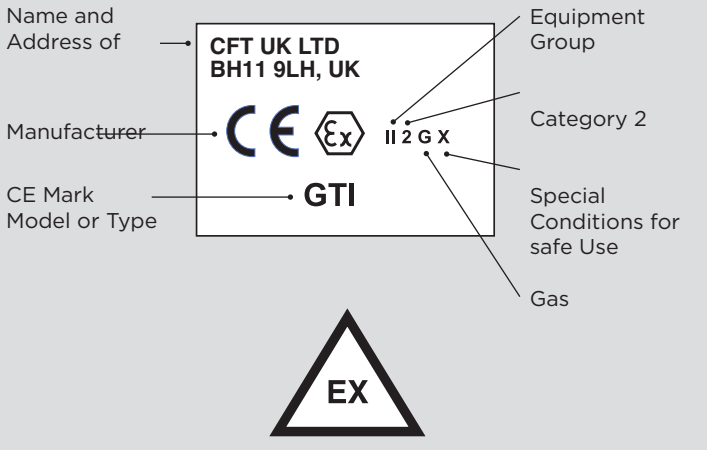 Name and
Address of
Manufacturer
CE Mark
Model or Type
CFT UK LTD
BH11 9LH, UK
CE Ex II 2 G X
GTI
Equipment
Group
Category 2
Special
Conditions for
safe Use
Gas
EX